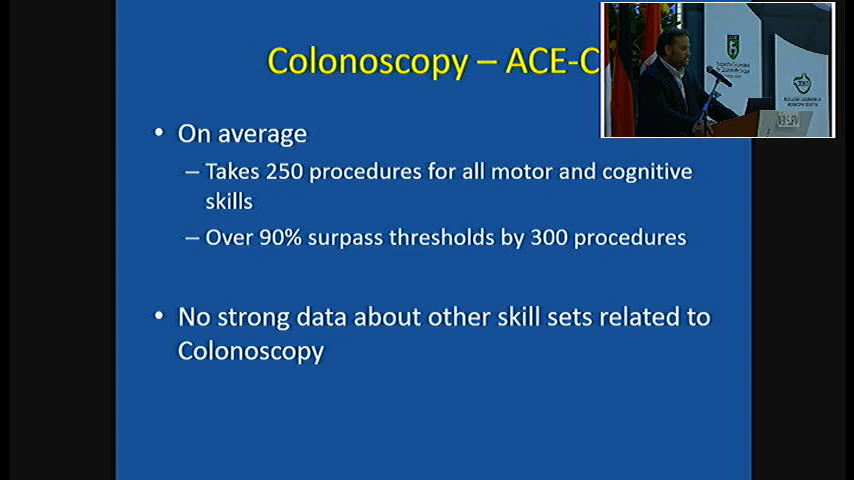 Colonoscopy – ACE-C
• On average
– Takes 250 procedures for all motor and cognitive
skills
– Over 90% surpass thresholds by 300 procedures
• No strong data about other skill sets related to
Colonoscopy